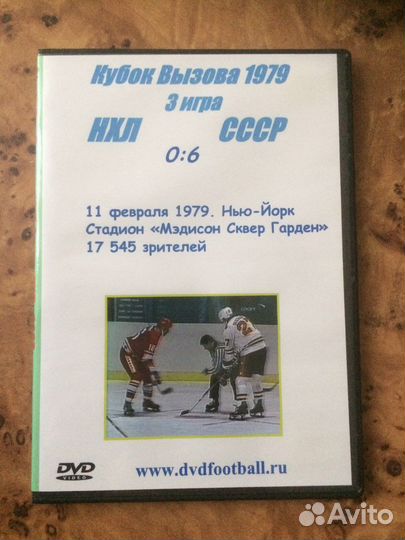 Кубок Вызова 1979
3 игра
НХЛ СССР
0:6
11 февраля 1979. Нью-Йорк
Стадион «Мэдисон Сквер Гарден»
17 545 зрителей
DVD
VIDEO
www.dvdfootball.ru
Avito